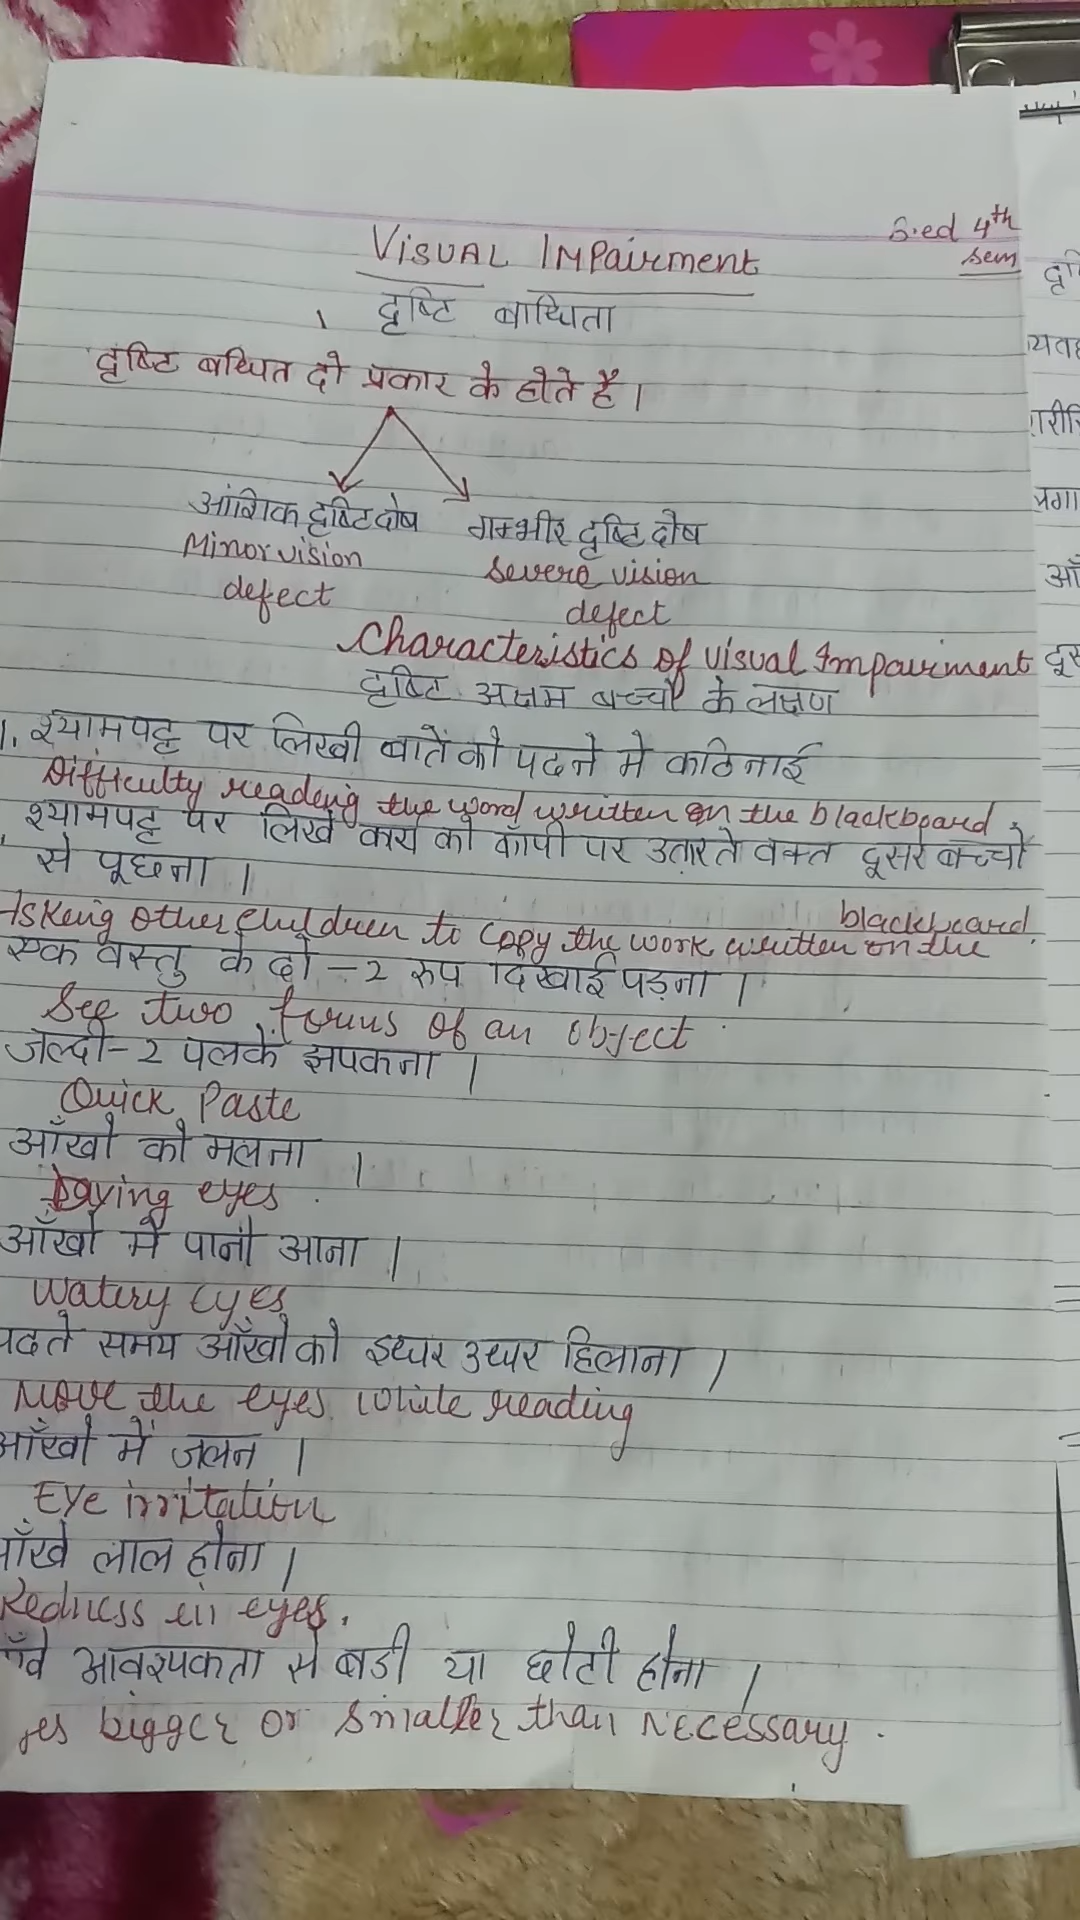 B.ed 4th
sem
VISUAL IMPairment
दृष्टि बाधिता
दृष्टि बधित दो प्रकार के होते है।
आंशिक दृष्टि दोष गम्भीर दृष्टि दोष
Minor vision severe vision
defect defect
Characteristics of visual Impairment
दृष्टि अक्षम बच्चों के लक्षण
1. श्यामपट्ट पर लिखी बातें को पढने में कठिनाई
Difficulty reading the word written on the blackboard
श्यामपट्ट पर लिखे कार्य को कॉपी पर उतारते वक्त दूसरे बच्चों
से पूछना।
Asking other children to copy the work written on the blackboard.
एक वस्तु के दो-2 रुप दिखाई पड़ना।
See two forms of an object.
जल्दी-2 पलके झपकना।
Quick Paste
आँखो को मलना।
eyes.
आँखो में पानी आना।
Watery Eyes
पढते समय आँखो को इधर उधर हिलाना।
Move the eyes while reading
आँखो में जलन।
Eye irritation
आँखे लाल होना।
Redness in eyes.
आवश्यकता से बडी या छोटी होना।
bigger or smaller than necessary.